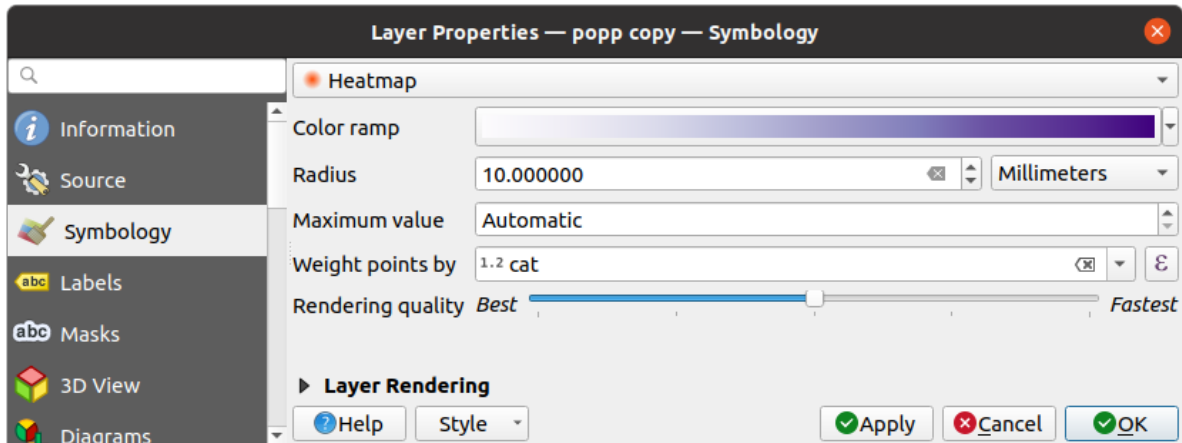 Layer Properties — popp copy — Symbology
Information
Source
Symbology
abc Labels
abc Masks
3D View
Diagrams
Heatmap
Color ramp
Radius 10.000000 Millimeters
Maximum value Automatic
Weight points by 1.2 cat ε
Rendering quality Best Fastest
Layer Rendering
Help Style Apply Cancel OK